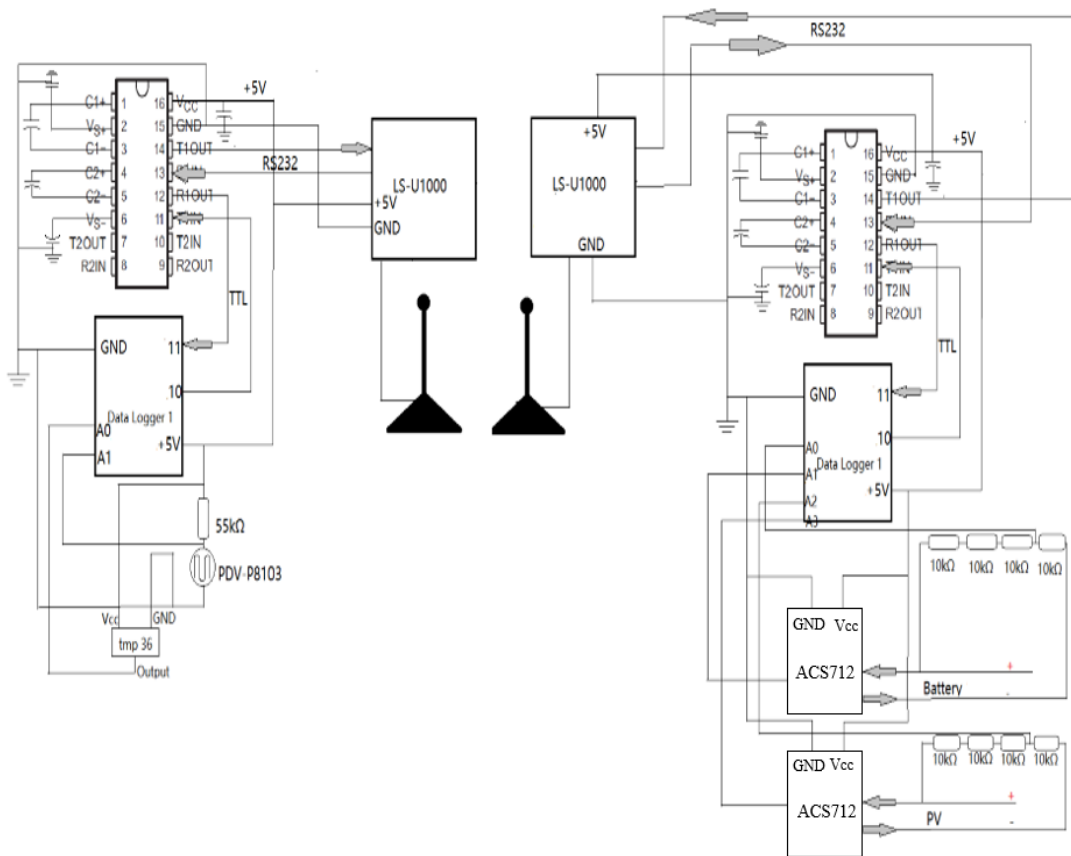 RS232
+5V
C1+ 1 16 VCC
VS+ 2 15 GND
C1− 3 14 T1OUT
C2+ 4 13
C2− 5 12 R1OUT
VS− 6 11
T2OUT 7 10 T2IN
R2IN 8 9 R2OUT
RS232
TTL
LS-U1000
+5V
GND
+5V
LS-U1000
GND
+5V
C1+ 1 16 VCC
VS+ 2 15 GND
C1− 3 14 T1OUT
C2+ 4 13
C2− 5 12 R1OUT
VS− 6 11
T2OUT 7 10 T2IN
R2IN 8 9 R2OUT
TTL
GND 11
10
Data Logger 1
A0
+5V
A1
55kΩ
PDV-P8103
Vcc GND
tmp 36
Output
GND 11
10
A0
Data Logger 1
A1
+5V
A2
A3
10kΩ 10kΩ 10kΩ 10kΩ
GND Vcc
ACS712
+
Battery -
10kΩ 10kΩ 10kΩ 10kΩ
GND Vcc
ACS712
+
PV -